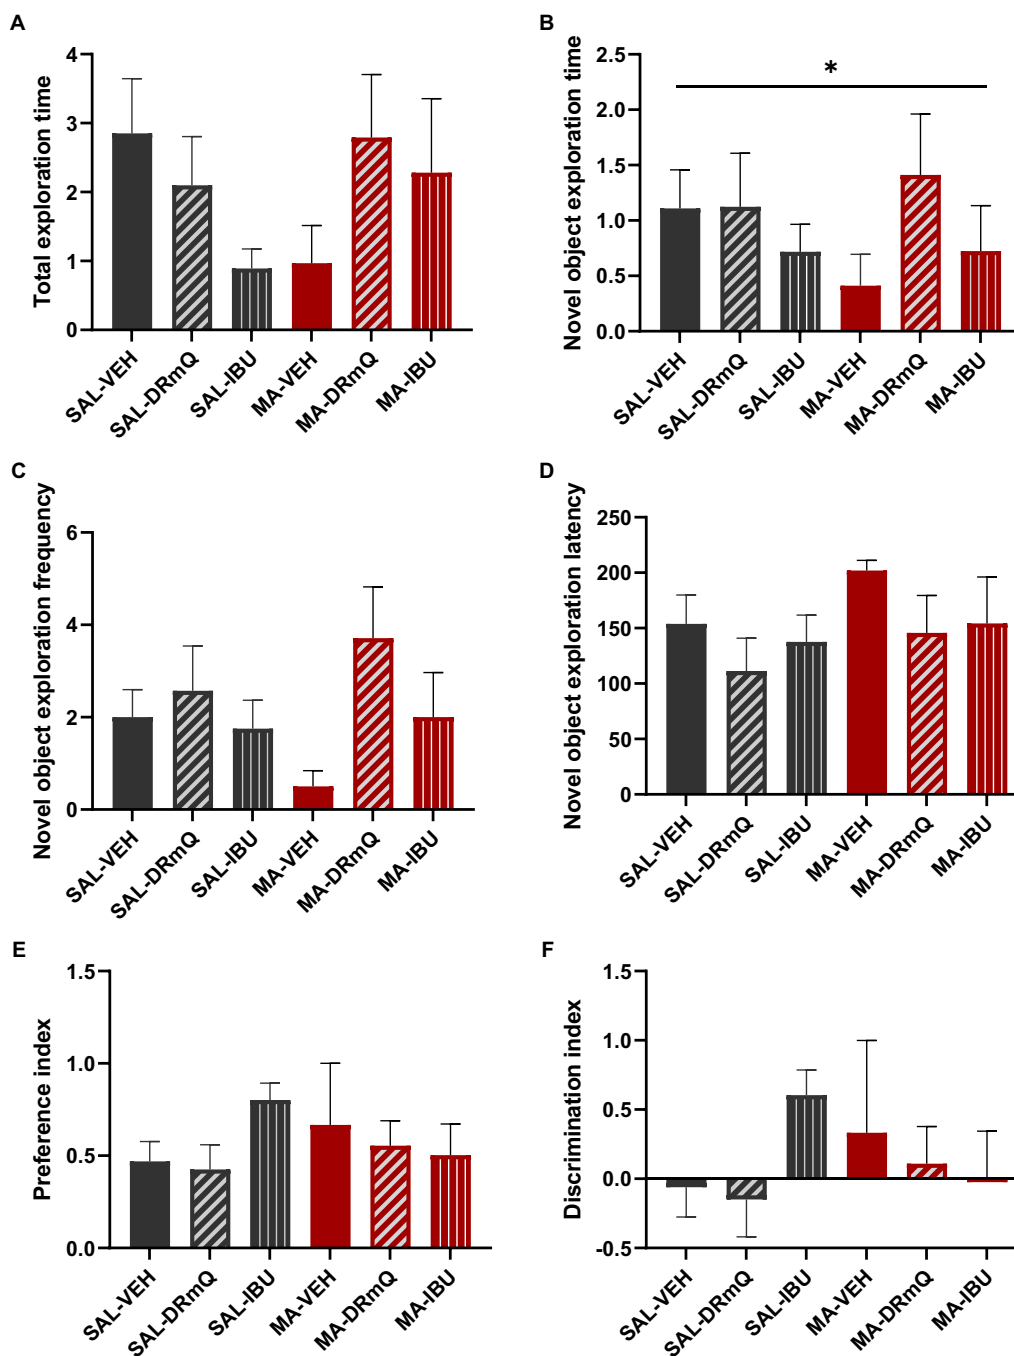 A
Total exploration time
4
3
2
1
0
SAL-VEH
SAL-DRmQ
SAL-IBU
MA-VEH
MA-DRmQ
MA-IBU
B
Novel object exploration time
2.5
2.0
1.5
1.0
0.5
0.0
*
SAL-VEH
SAL-DRmQ
SAL-IBU
MA-VEH
MA-DRmQ
MA-IBU
C
Novel object exploration frequency
6
4
2
0
SAL-VEH
SAL-DRmQ
SAL-IBU
MA-VEH
MA-DRmQ
MA-IBU
D
Novel object exploration latency
250
200
150
100
50
0
SAL-VEH
SAL-DRmQ
SAL-IBU
MA-VEH
MA-DRmQ
MA-IBU
E
Preference index
1.5
1.0
0.5
0.0
SAL-VEH
SAL-DRmQ
SAL-IBU
MA-VEH
MA-DRmQ
MA-IBU
F
Discrimination index
1.5
1.0
0.5
0.0
-0.5
SAL-VEH
SAL-DRmQ
SAL-IBU
MA-VEH
MA-DRmQ
MA-IBU